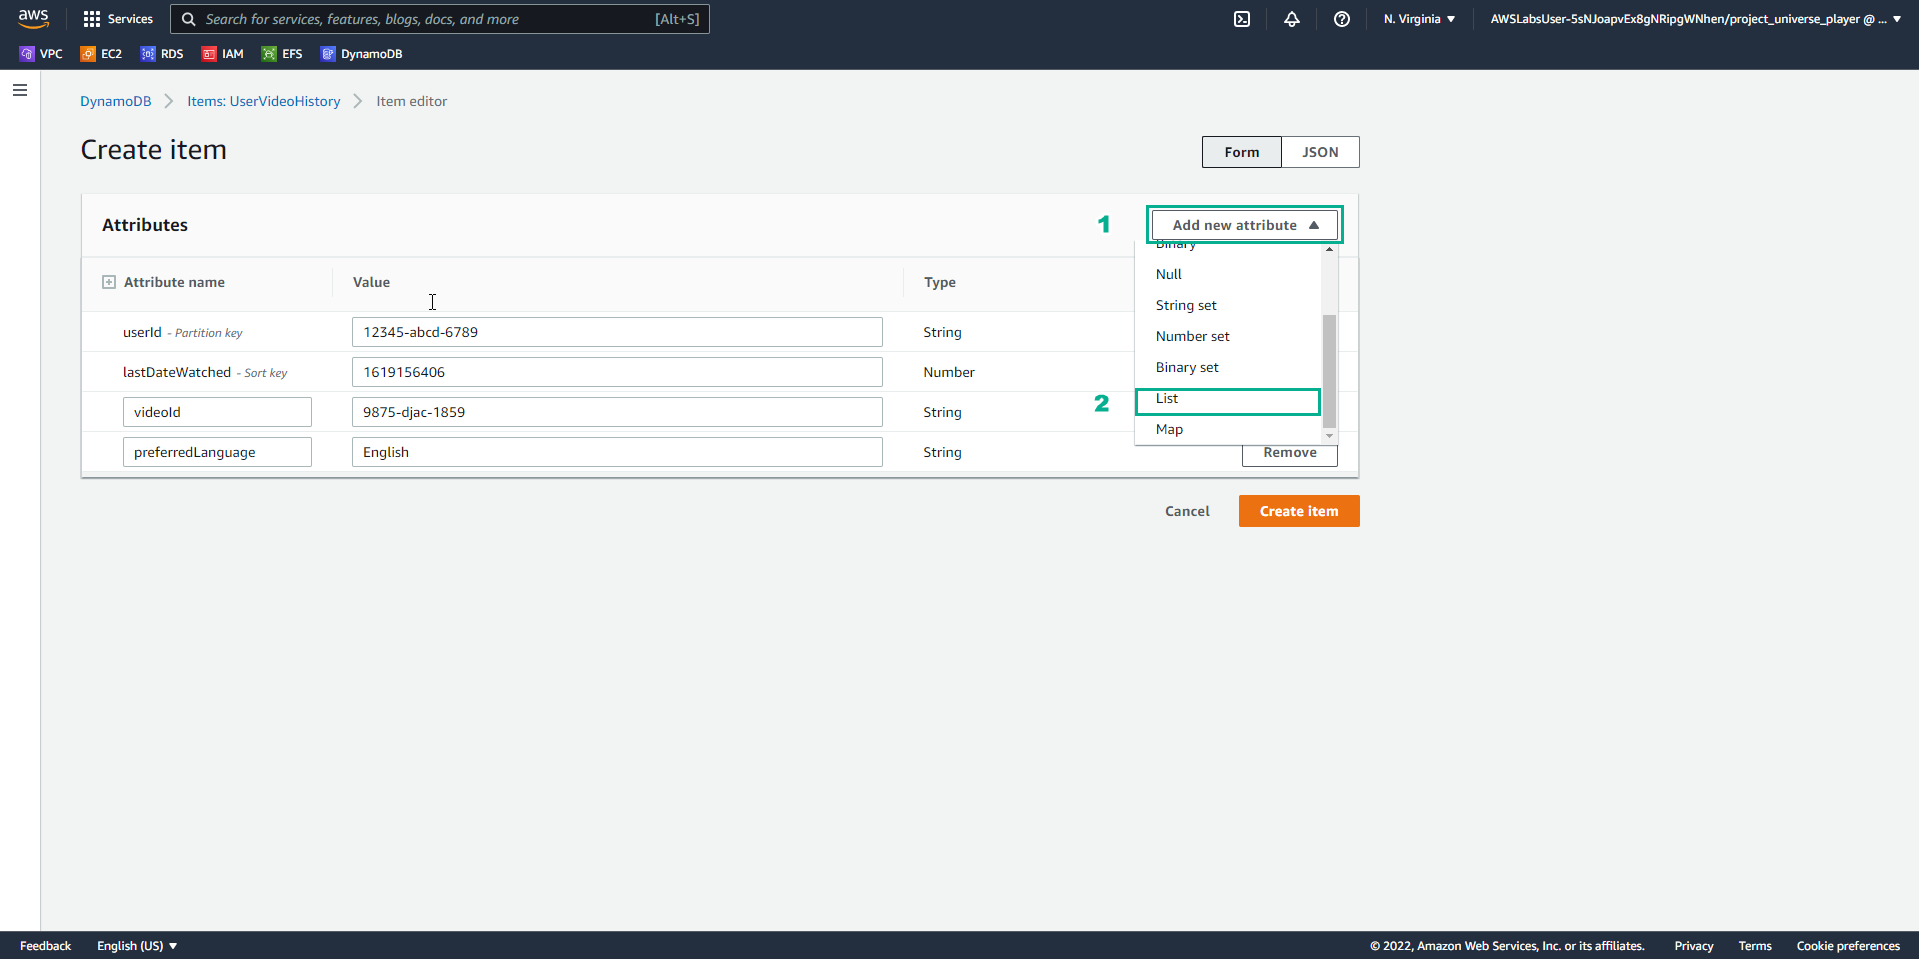 aws Services Search for services, features, blogs, docs, and more [Alt+S] N. Virginia AWSLabsUser-5sNJoapvEx8gNRipgWNhen/project_universe_player @ ...
VPC EC2 RDS IAM EFS DynamoDB
DynamoDB Items: UserVideoHistory Item editor
Create item
Form JSON
Attributes
1 Add new attribute
Binary
Null
String set
Number set
Binary set
2 List
Map
Attribute name Value Type
userId - Partition key 12345-abcd-6789 String
lastDateWatched - Sort key 1619156406 Number
videoId 9875-djac-1859 String
preferredLanguage English String Remove
Cancel Create item
Feedback English (US) © 2022, Amazon Web Services, Inc. or its affiliates. Privacy Terms Cookie preferences